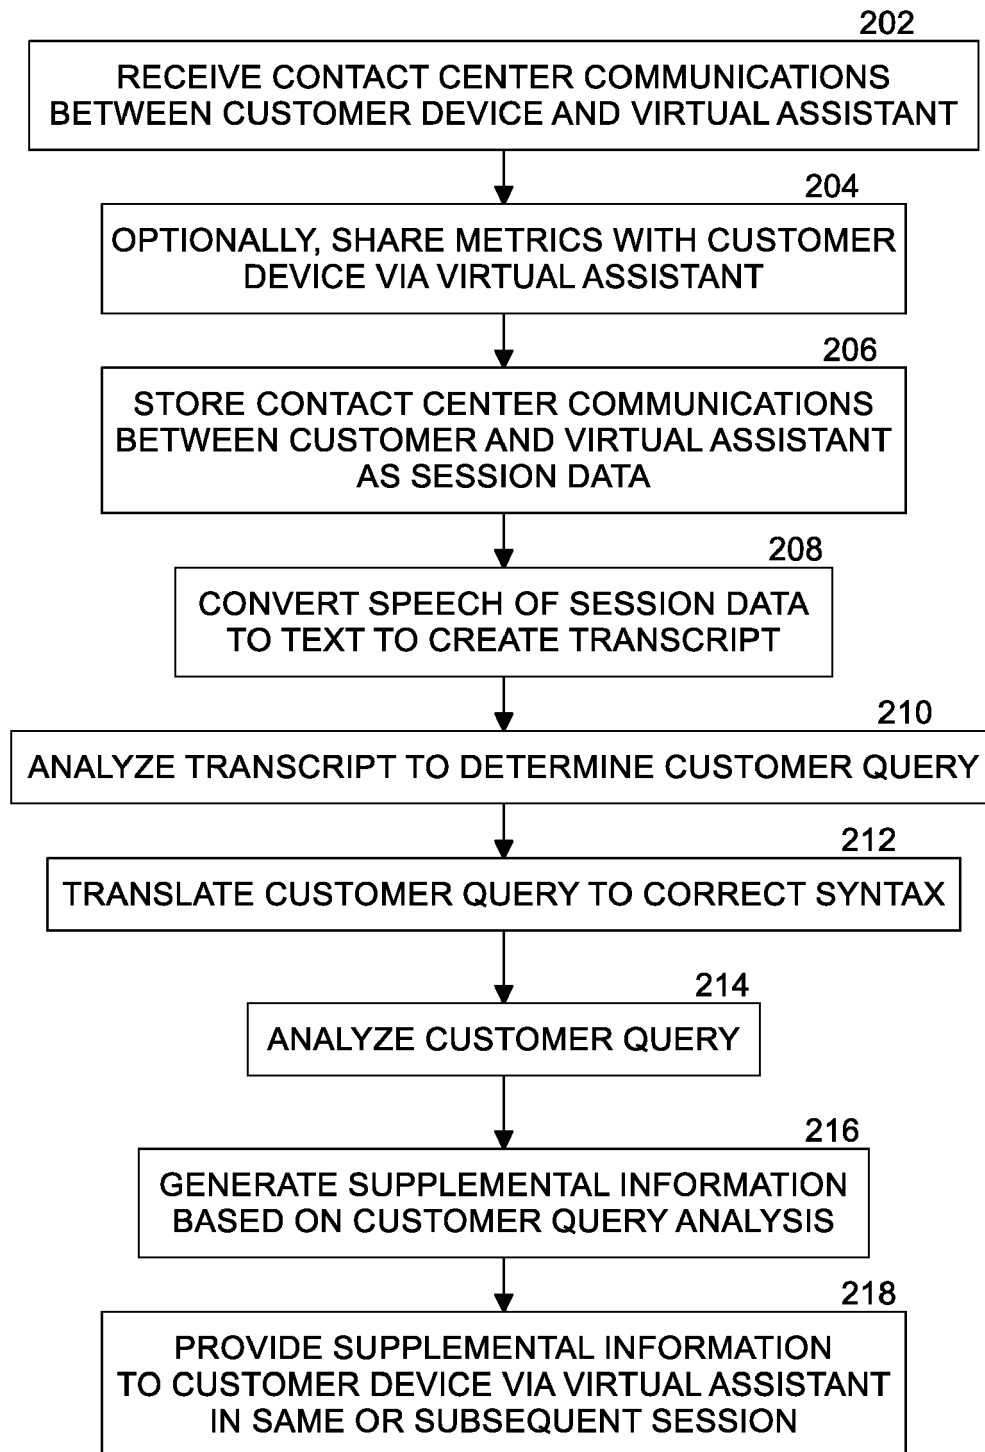 202
RECEIVE CONTACT CENTER COMMUNICATIONS
BETWEEN CUSTOMER DEVICE AND VIRTUAL ASSISTANT
204
OPTIONALLY, SHARE METRICS WITH CUSTOMER
DEVICE VIA VIRTUAL ASSISTANT
206
STORE CONTACT CENTER COMMUNICATIONS
BETWEEN CUSTOMER AND VIRTUAL ASSISTANT
AS SESSION DATA
208
CONVERT SPEECH OF SESSION DATA
TO TEXT TO CREATE TRANSCRIPT
210
ANALYZE TRANSCRIPT TO DETERMINE CUSTOMER QUERY
212
TRANSLATE CUSTOMER QUERY TO CORRECT SYNTAX
214
ANALYZE CUSTOMER QUERY
216
GENERATE SUPPLEMENTAL INFORMATION
BASED ON CUSTOMER QUERY ANALYSIS
218
PROVIDE SUPPLEMENTAL INFORMATION
TO CUSTOMER DEVICE VIA VIRTUAL ASSISTANT
IN SAME OR SUBSEQUENT SESSION